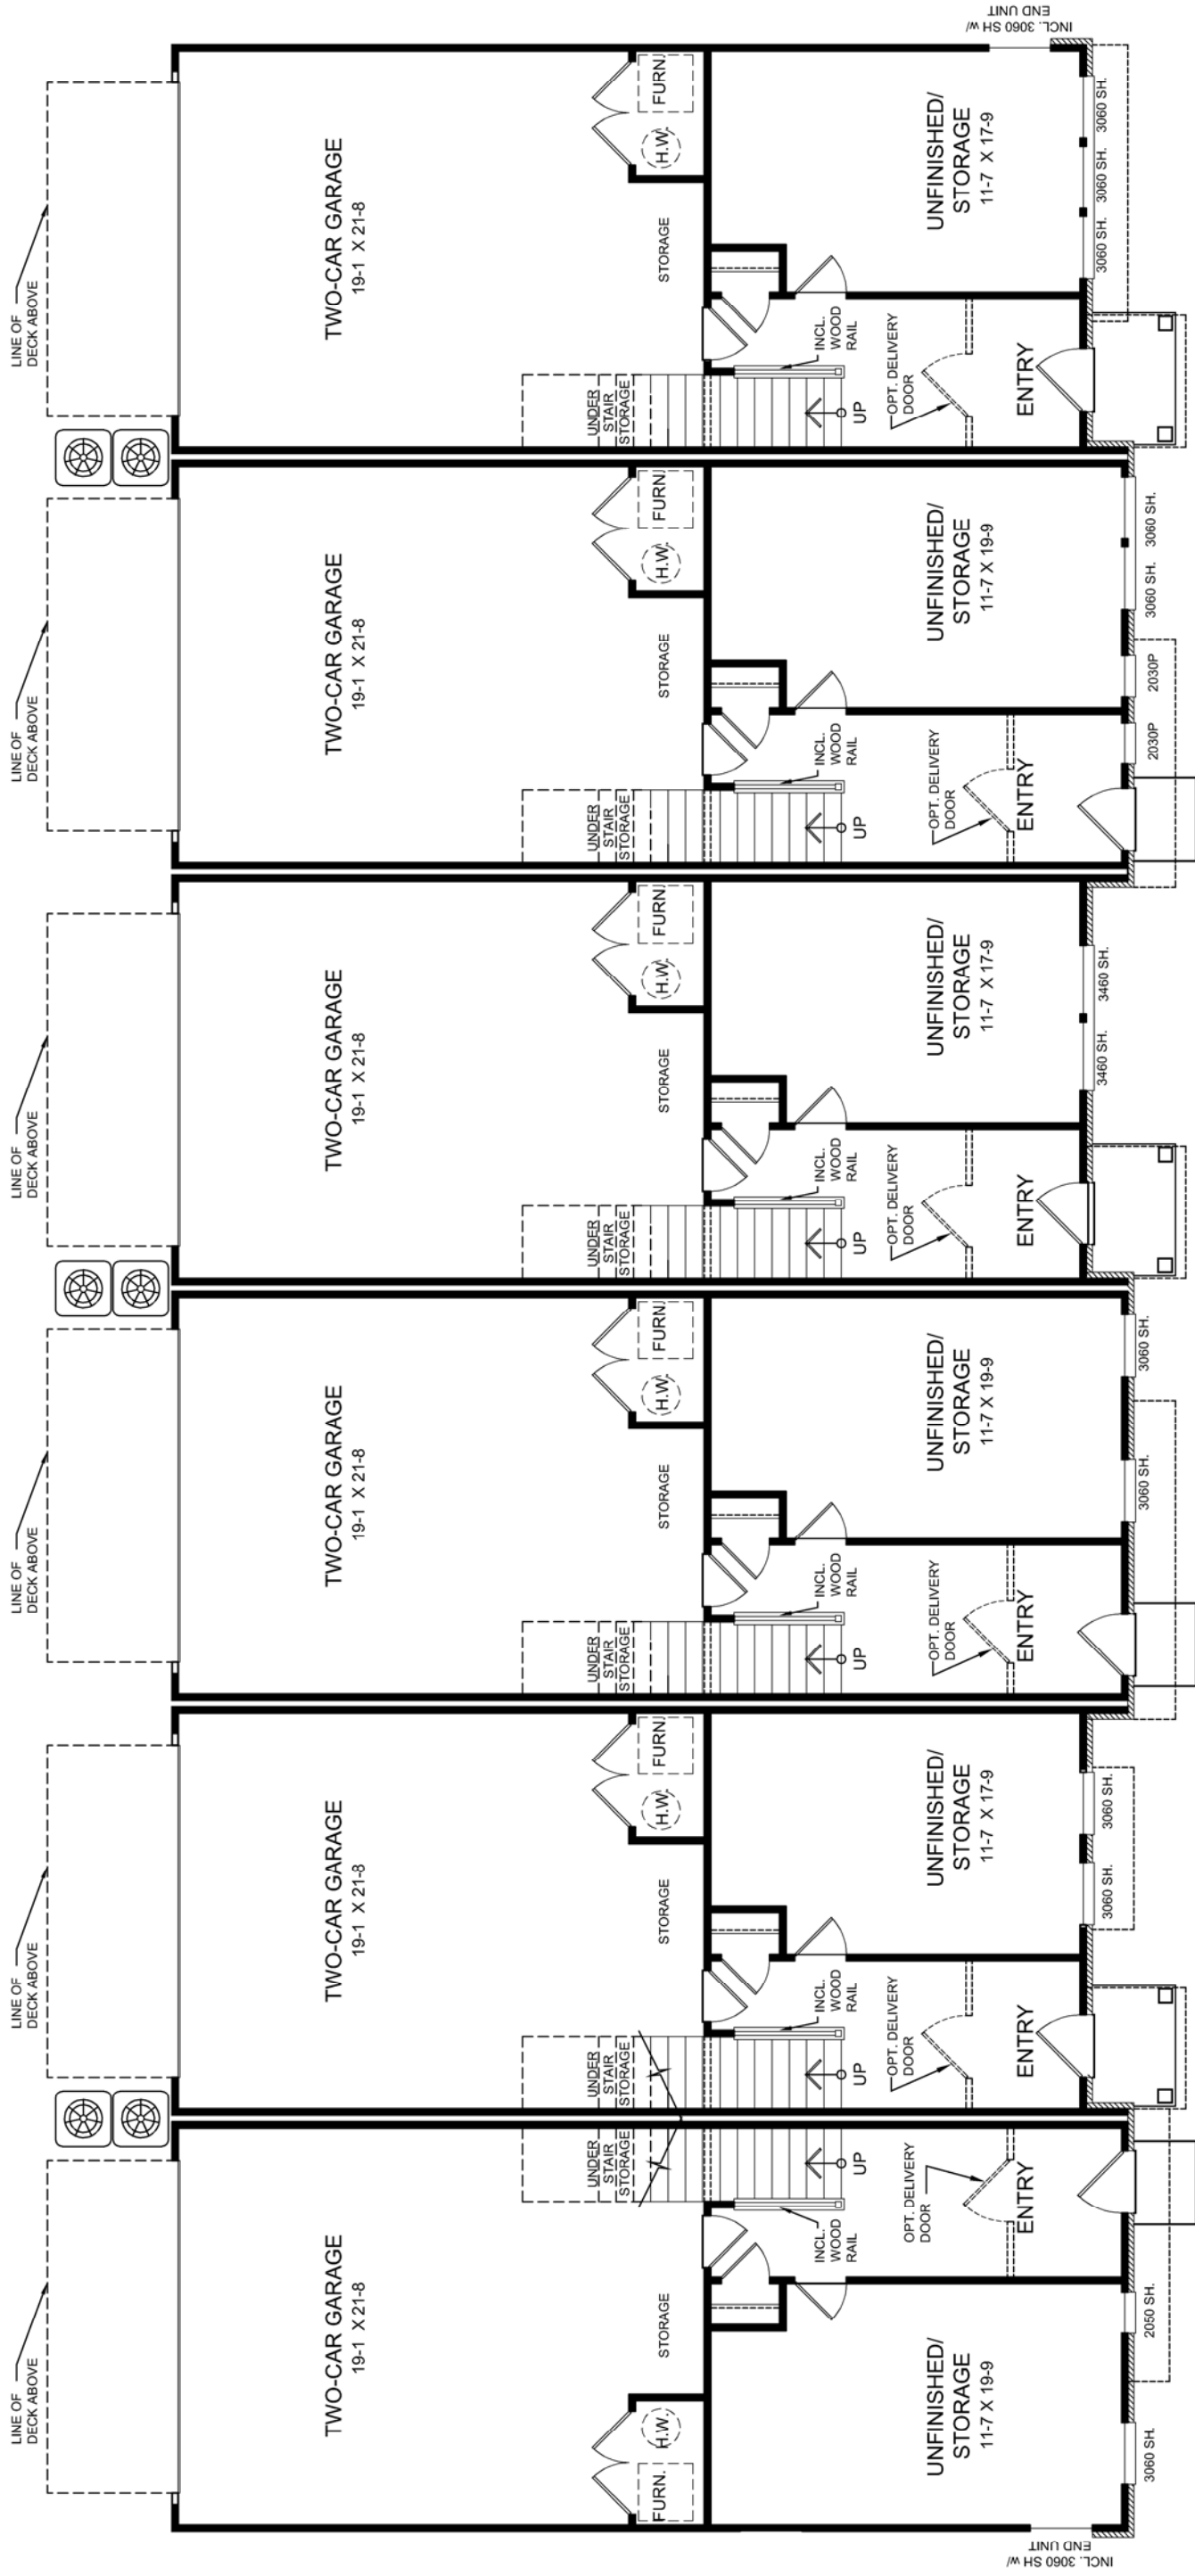 LINE OF
DECK ABOVE
TWO-CAR GARAGE
19-1 X 21-8
UNDER
STAIR
STORAGE
STORAGE
FURN.
H.W.
INCL.
WOOD
RAIL
UP
OPT. DELIVERY
DOOR
UNFINISHED/
STORAGE
11-7 X 19-9
ENTRY
INCL. 3060 SH W/
END UNIT
3060 SH.
2050 SH.
LINE OF
DECK ABOVE
TWO-CAR GARAGE
19-1 X 21-8
UNDER
STAIR
STORAGE
STORAGE
H.W.
FURN.
UP
INCL.
WOOD
RAIL
OPT. DELIVERY
DOOR
UNFINISHED/
STORAGE
11-7 X 17-9
ENTRY
3060 SH.
3060 SH.
LINE OF
DECK ABOVE
TWO-CAR GARAGE
19-1 X 21-8
UNDER
STAIR
STORAGE
STORAGE
H.W.
FURN.
UP
INCL.
WOOD
RAIL
OPT. DELIVERY
DOOR
UNFINISHED/
STORAGE
11-7 X 19-9
ENTRY
3060 SH.
3060 SH.
LINE OF
DECK ABOVE
TWO-CAR GARAGE
19-1 X 21-8
UNDER
STAIR
STORAGE
STORAGE
H.W.
FURN.
UP
INCL.
WOOD
RAIL
OPT. DELIVERY
DOOR
UNFINISHED/
STORAGE
11-7 X 17-9
ENTRY
3460 SH.
3460 SH.
LINE OF
DECK ABOVE
TWO-CAR GARAGE
19-1 X 21-8
UNDER
STAIR
STORAGE
STORAGE
H.W.
FURN.
UP
INCL.
WOOD
RAIL
OPT. DELIVERY
DOOR
UNFINISHED/
STORAGE
11-7 X 19-9
ENTRY
2030P
2030P
3060 SH.
3060 SH.
LINE OF
DECK ABOVE
TWO-CAR GARAGE
19-1 X 21-8
UNDER
STAIR
STORAGE
STORAGE
H.W.
FURN.
UP
INCL.
WOOD
RAIL
OPT. DELIVERY
DOOR
UNFINISHED/
STORAGE
11-7 X 17-9
ENTRY
3060 SH.
3060 SH.
3060 SH.
INCL. 3060 SH W/
END UNIT